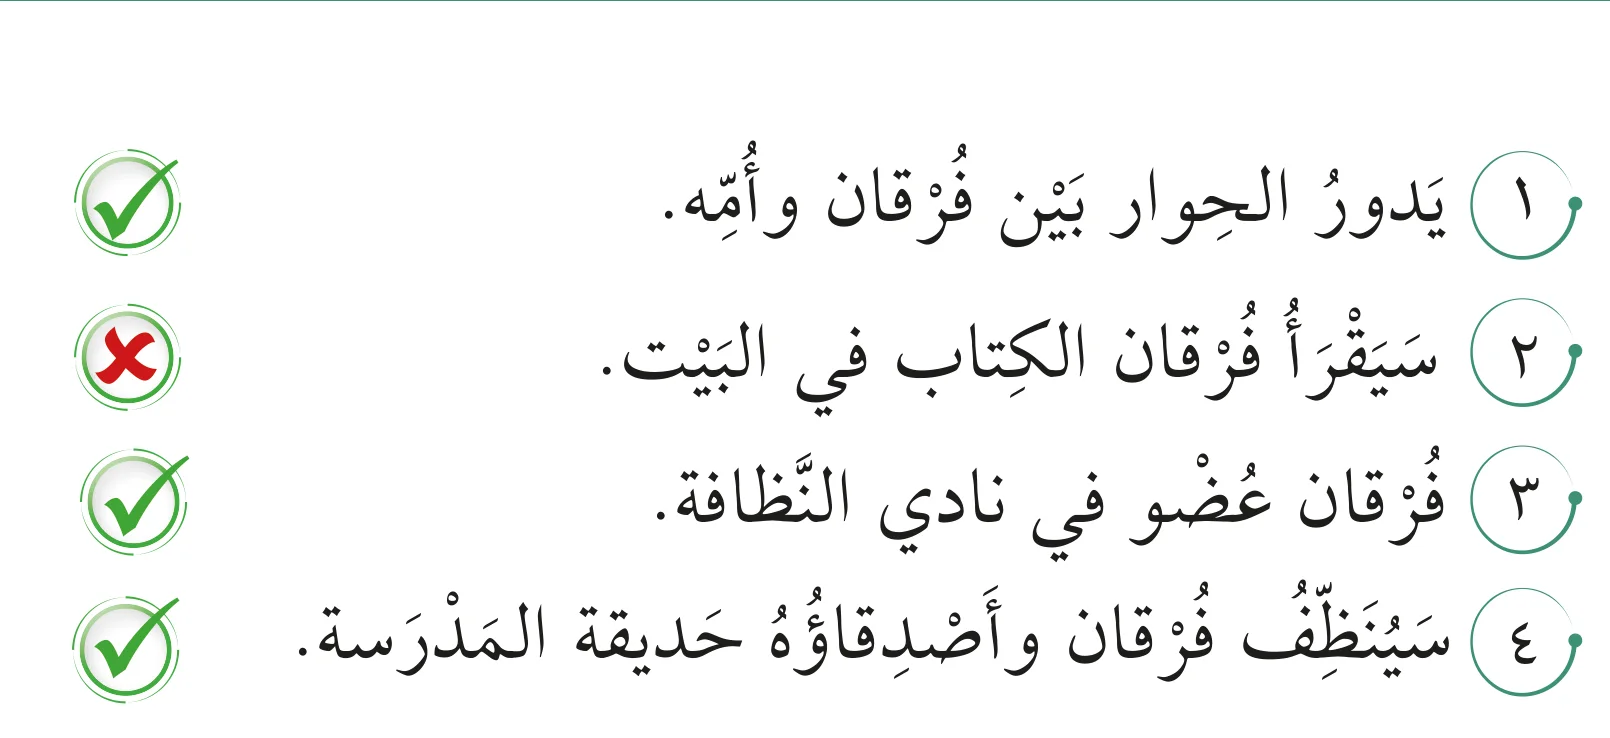 ١ يَدورُ الحِوار بَيْن فُرْقان وأُمِّه.
٢ سَيَقْرَأُ فُرْقان الكِتاب في البَيْت.
٣ فُرْقان عُضْو في نادي النَّظافة.
٤ سَيُنَظِّفُ فُرْقان وأَصْدِقاؤُهُ حَديقة المَدْرَسة.